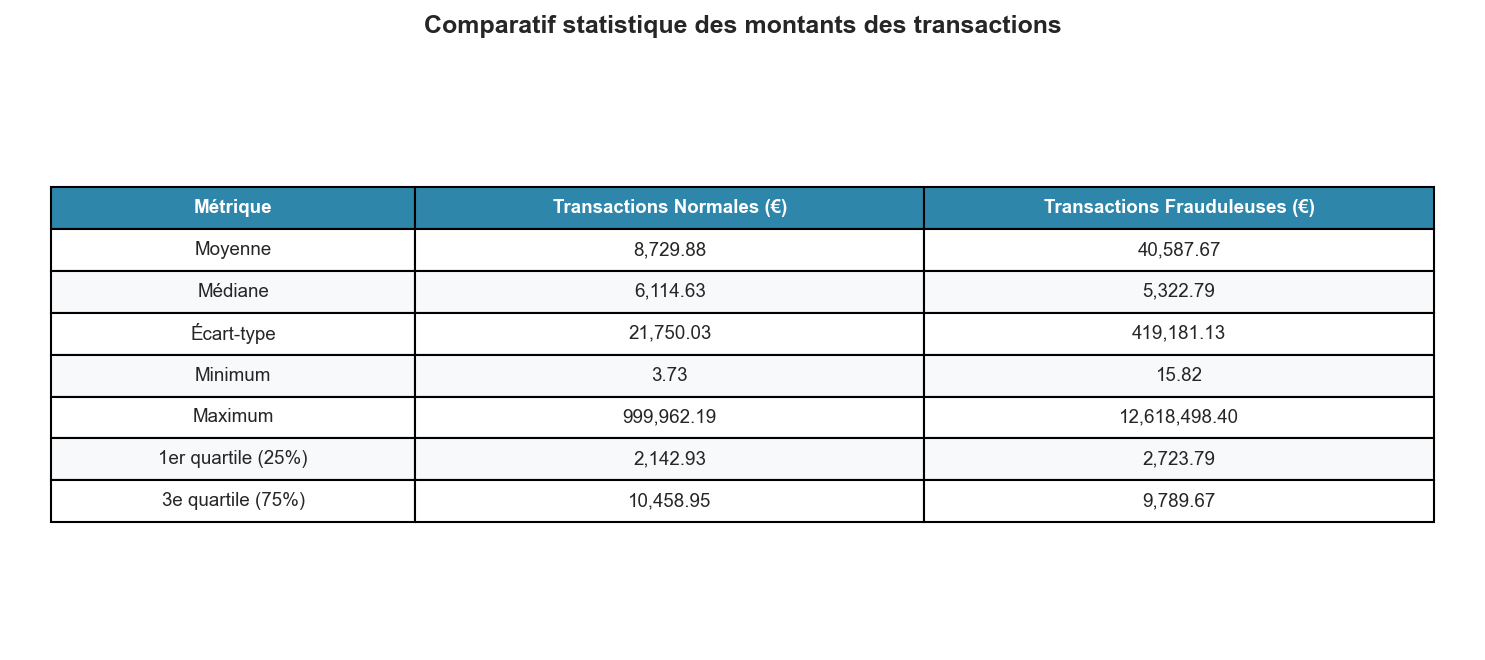 Comparatif statistique des montants des transactions
Métrique Transactions Normales (€) Transactions Frauduleuses (€)
Moyenne 8,729.88 40,587.67
Médiane 6,114.63 5,322.79
Écart-type 21,750.03 419,181.13
Minimum 3.73 15.82
Maximum 999,962.19 12,618,498.40
1er quartile (25%) 2,142.93 2,723.79
3e quartile (75%) 10,458.95 9,789.67